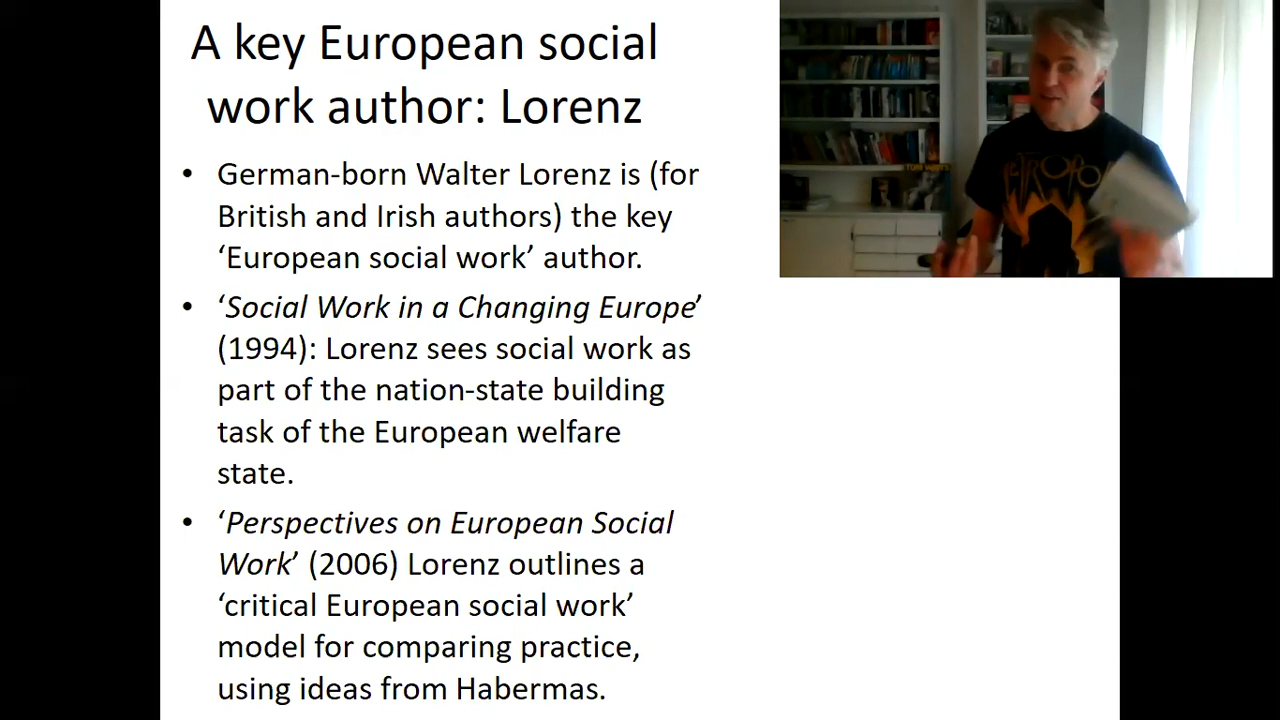 A key European social
work author: Lorenz
• German-born Walter Lorenz is (for
British and Irish authors) the key
‘European social work’ author.
• ‘Social Work in a Changing Europe’
(1994): Lorenz sees social work as
part of the nation-state building
task of the European welfare
state.
• ‘Perspectives on European Social
Work’ (2006) Lorenz outlines a
‘critical European social work’
model for comparing practice,
using ideas from Habermas.
TOM WAITS